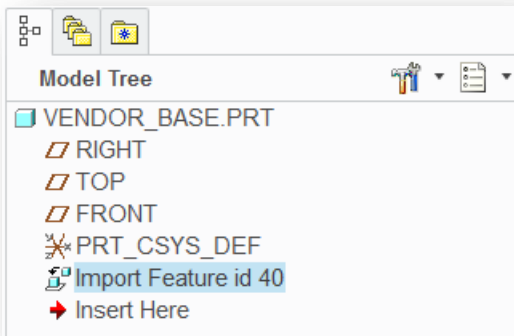 Model Tree
VENDOR_BASE.PRT
RIGHT
TOP
FRONT
PRT_CSYS_DEF
Import Feature id 40
Insert Here